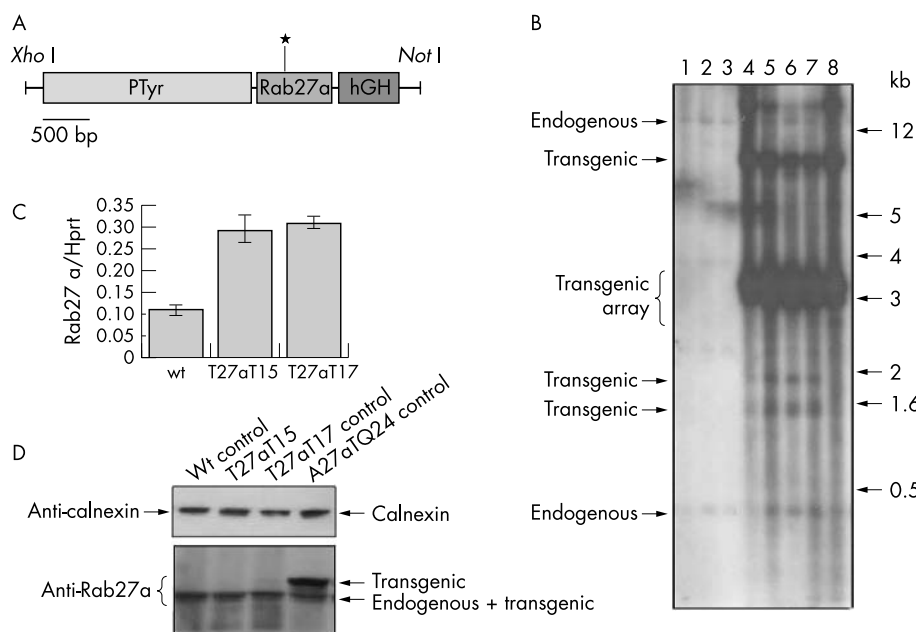 A
Xho I
★
Not I
PTyr
Rab27a
hGH
500 bp
B
1 2 3 4 5 6 7 8
kb
Endogenous
12
Transgenic
5
4
Transgenic
array
3
2
Transgenic
1.6
Transgenic
0.5
Endogenous
C
Rab27 a/Hprt
0.35
0.30
0.25
0.20
0.15
0.10
0.05
0
wt
T27aT15
T27aT17
D
Wt control
T27aT15
T27aT17 control
A27aTQ24 control
Anti-calnexin
Calnexin
Anti-Rab27a
Transgenic
Endogenous + transgenic